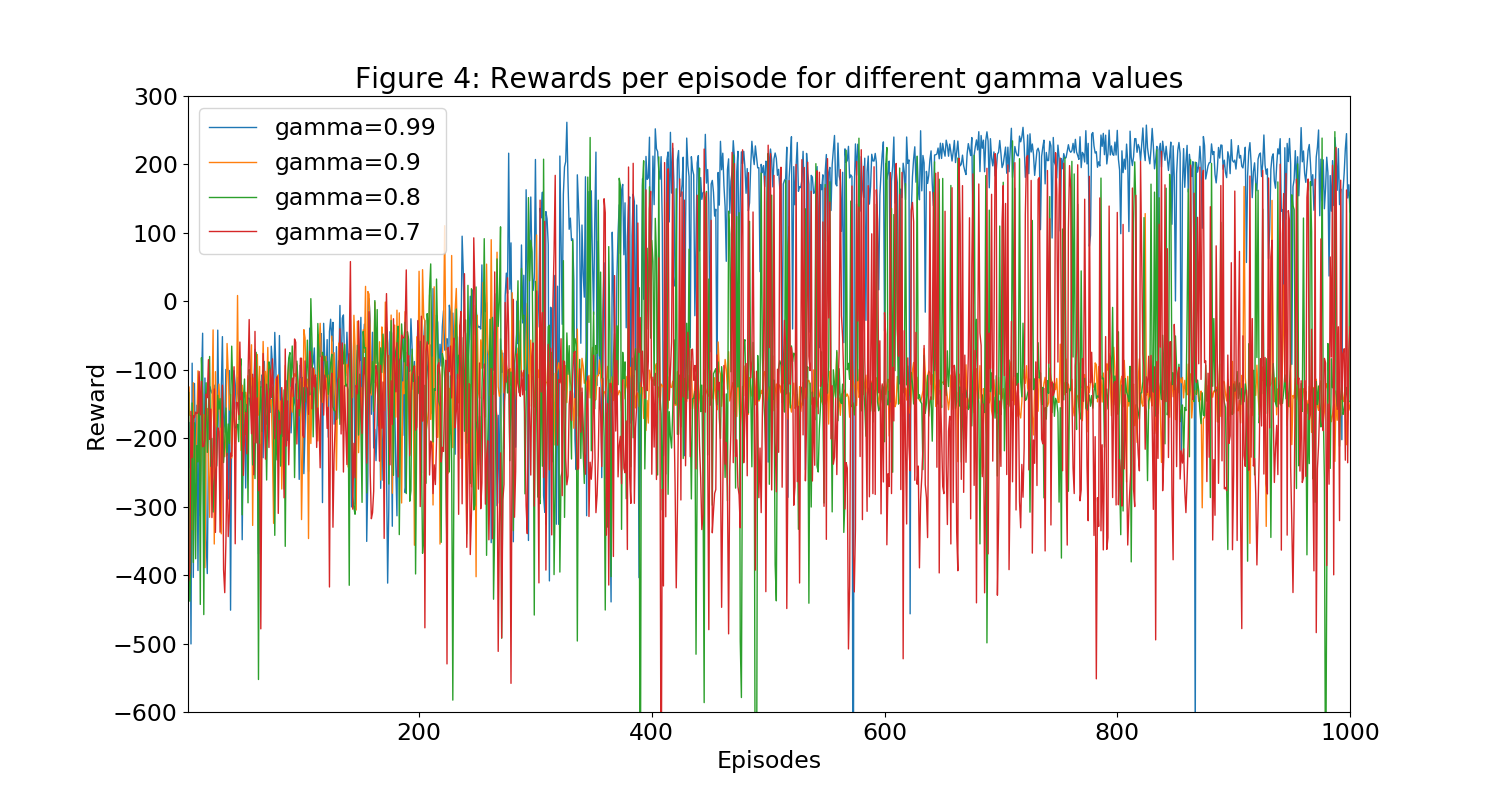 Figure 4: Rewards per episode for different gamma values
300
200
100
0
−100
−200
−300
−400
−500
−600
Reward
gamma=0.99
gamma=0.9
gamma=0.8
gamma=0.7
200
400
600
800
1000
Episodes